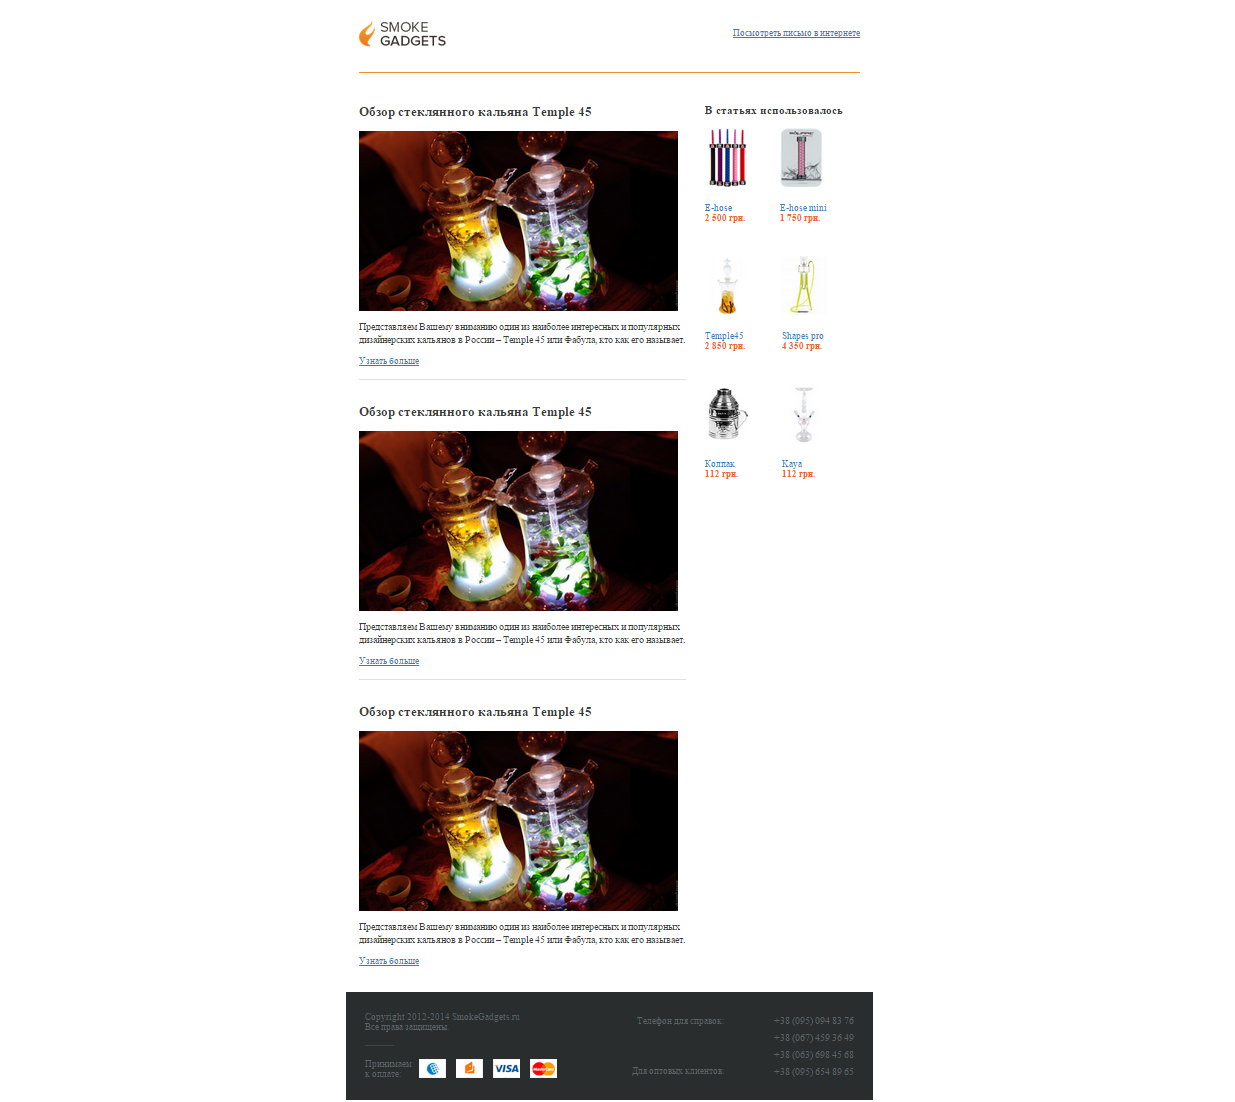 SMOKE
GADGETS
Посмотреть письмо в интернете
Обзор стеклянного кальяна Temple 45
Представляем Вашему вниманию один из наиболее интересных и популярных
дизайнерских кальянов в России – Temple 45 или Фабула, кто как его называет.
Узнать больше
Обзор стеклянного кальяна Temple 45
Представляем Вашему вниманию один из наиболее интересных и популярных
дизайнерских кальянов в России – Temple 45 или Фабула, кто как его называет.
Узнать больше
Обзор стеклянного кальяна Temple 45
Представляем Вашему вниманию один из наиболее интересных и популярных
дизайнерских кальянов в России – Temple 45 или Фабула, кто как его называет.
Узнать больше
В статьях использовалось
E-hose
2 500 грн.
E-hose mini
1 750 грн.
Temple45
2 850 грн.
Shapes pro
4 350 грн.
Колпак
112 грн.
Kaya
112 грн.
Copyright 2012-2014 SmokeGadgets.ru
Все права защищены.
Принимаем
к оплате:
VISA
MasterCard
Телефон для справок:
+38 (095) 094 83 76
+38 (067) 459 36 49
+38 (063) 698 45 68
Для оптовых клиентов:
+38 (095) 654 89 65